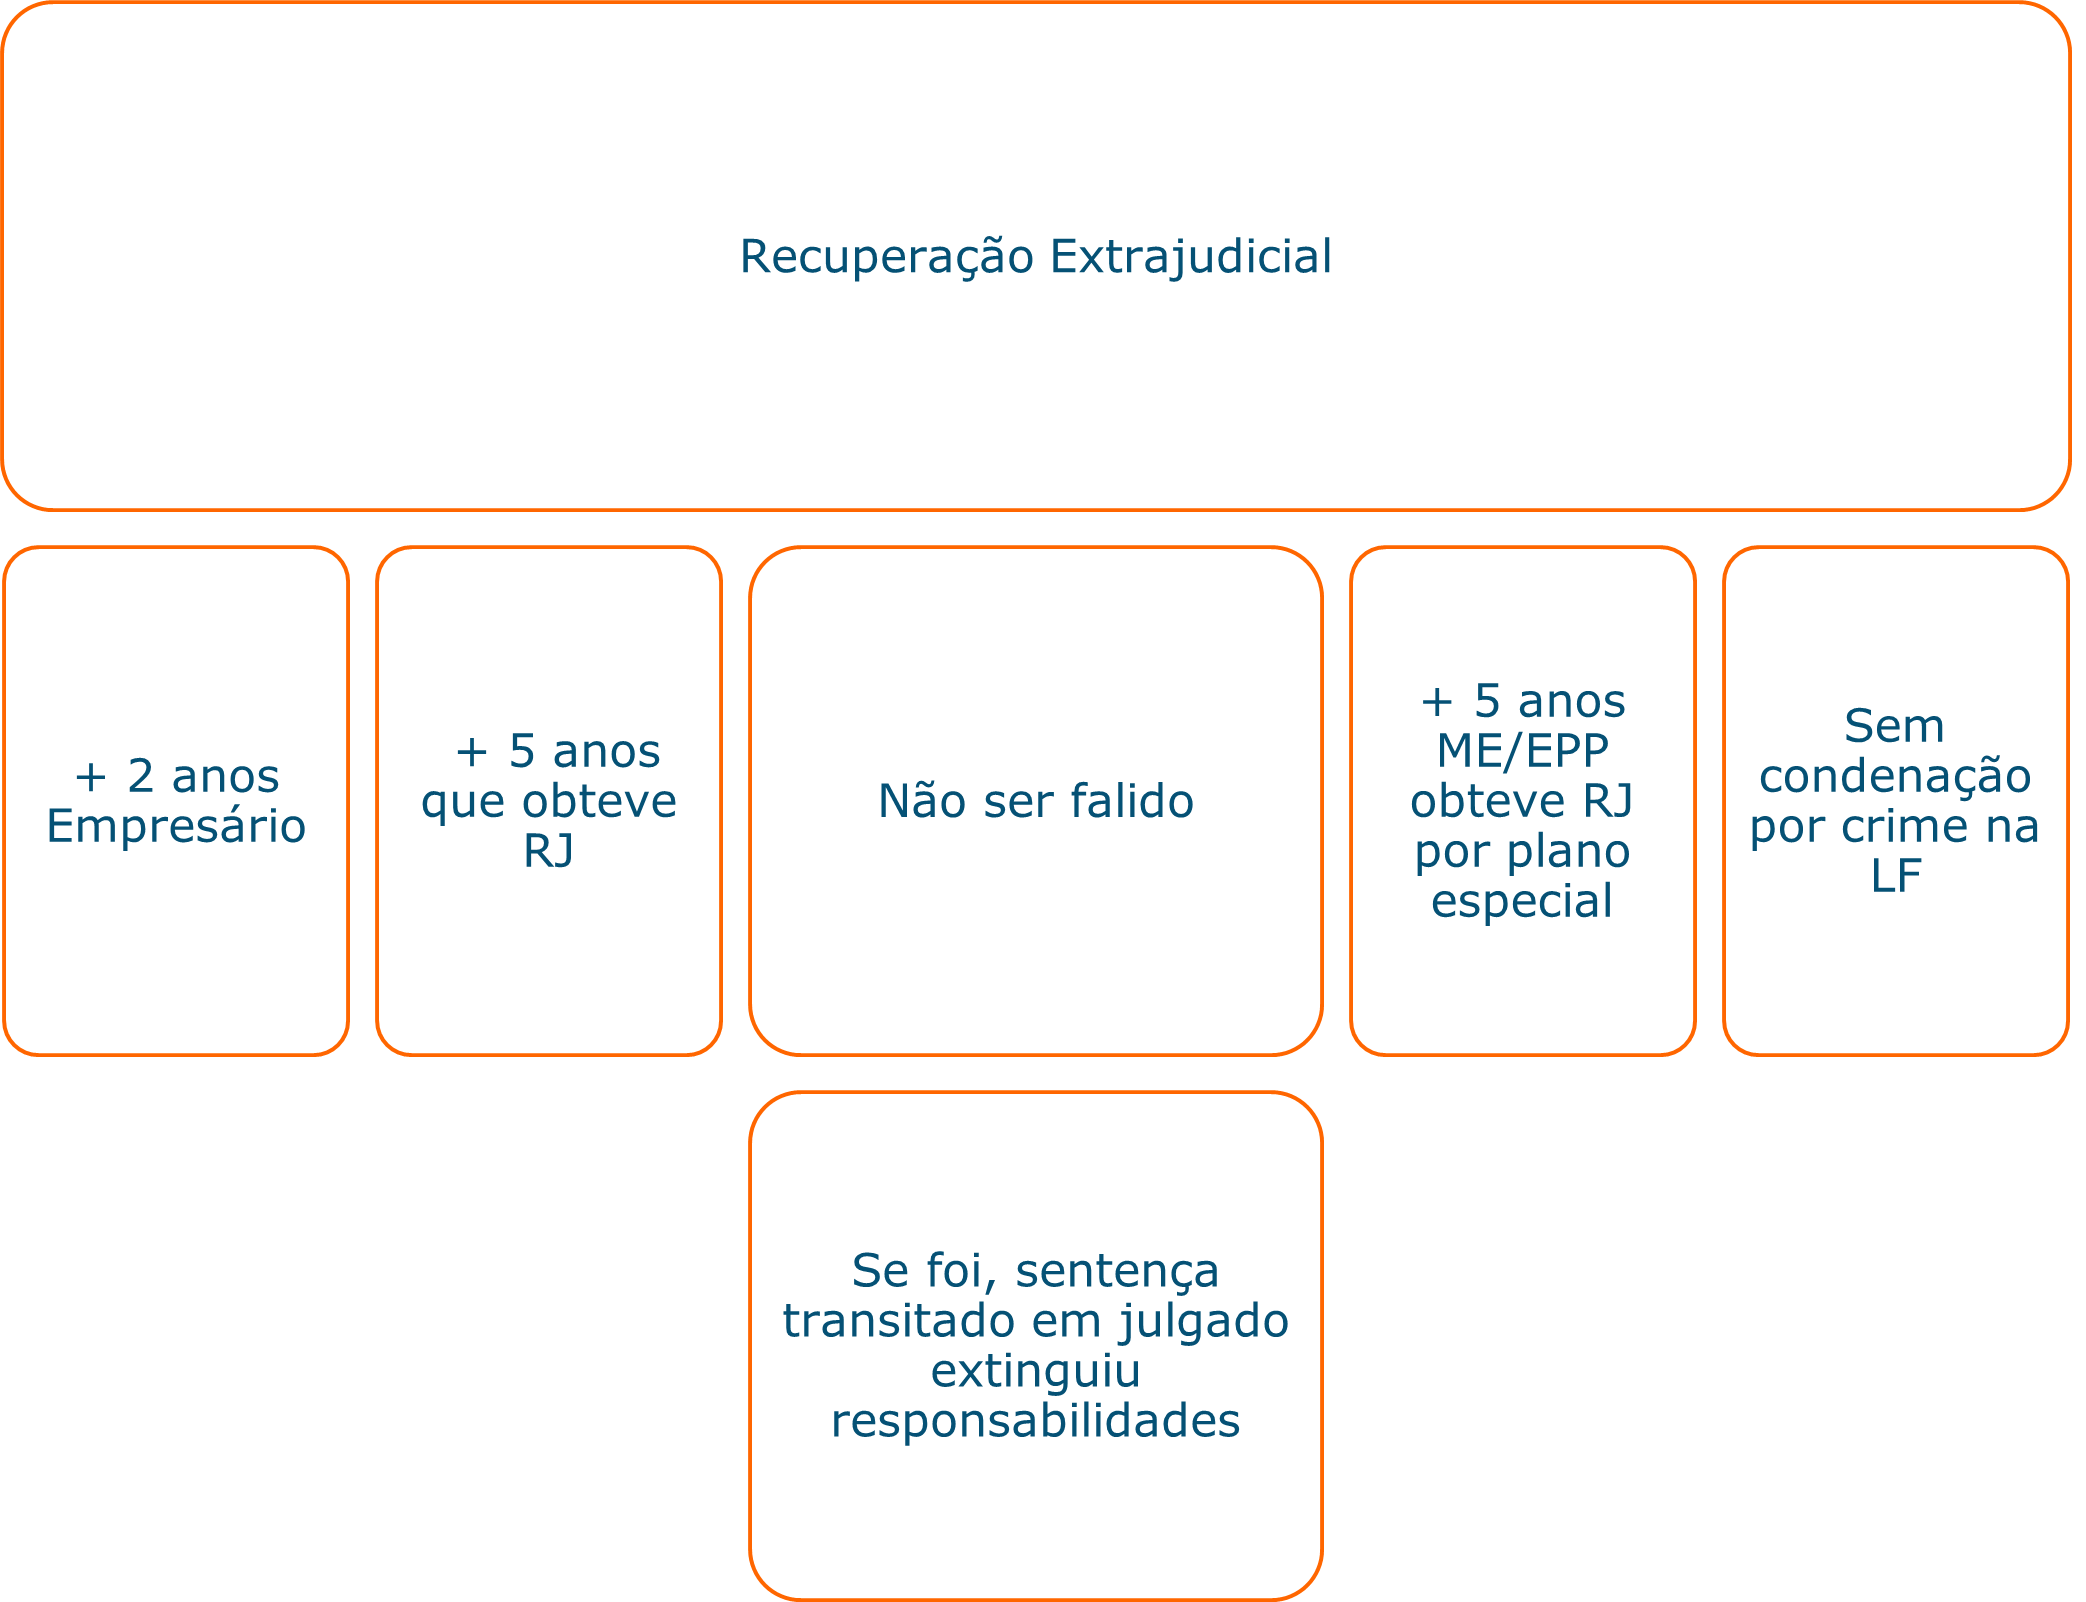 Recuperação Extrajudicial
+ 2 anos
Empresário
+ 5 anos
que obteve
RJ
Não ser falido
+ 5 anos
ME/EPP
obteve RJ
por plano
especial
Sem
condenação
por crime na
LF
Se foi, sentença
transitado em julgado
extinguiu
responsabilidades